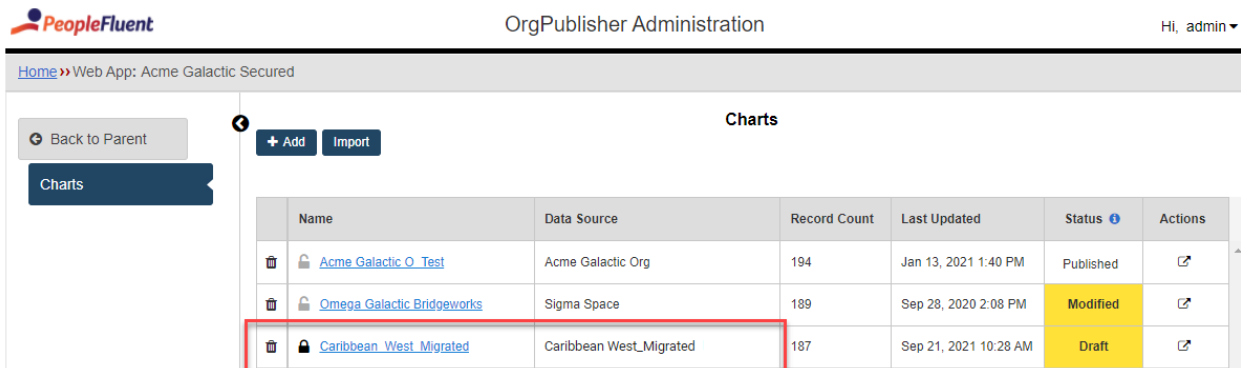 PeopleFluent
OrgPublisher Administration
Hi, admin
Home ›› Web App: Acme Galactic Secured
Back to Parent
Charts
Charts
+ Add Import
Name Data Source Record Count Last Updated Status Actions
Acme Galactic O_Test Acme Galactic Org 194 Jan 13, 2021 1:40 PM Published
Omega Galactic Bridgeworks Sigma Space 189 Sep 28, 2020 2:08 PM Modified
Caribbean_West_Migrated Caribbean West_Migrated 187 Sep 21, 2021 10:28 AM Draft